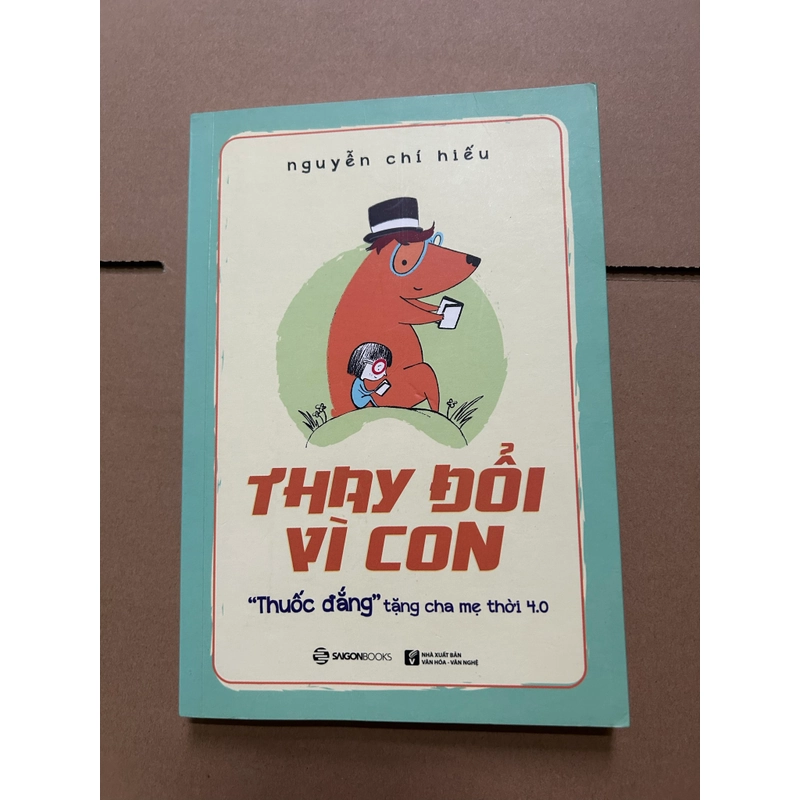 nguyễn chí hiếu
THAY ĐỔI
VÌ CON
“Thuốc đắng” tặng cha mẹ thời 4.0
SAIGONBOOKS
NHÀ XUẤT BẢN
VĂN HÓA - VĂN NGHỆ